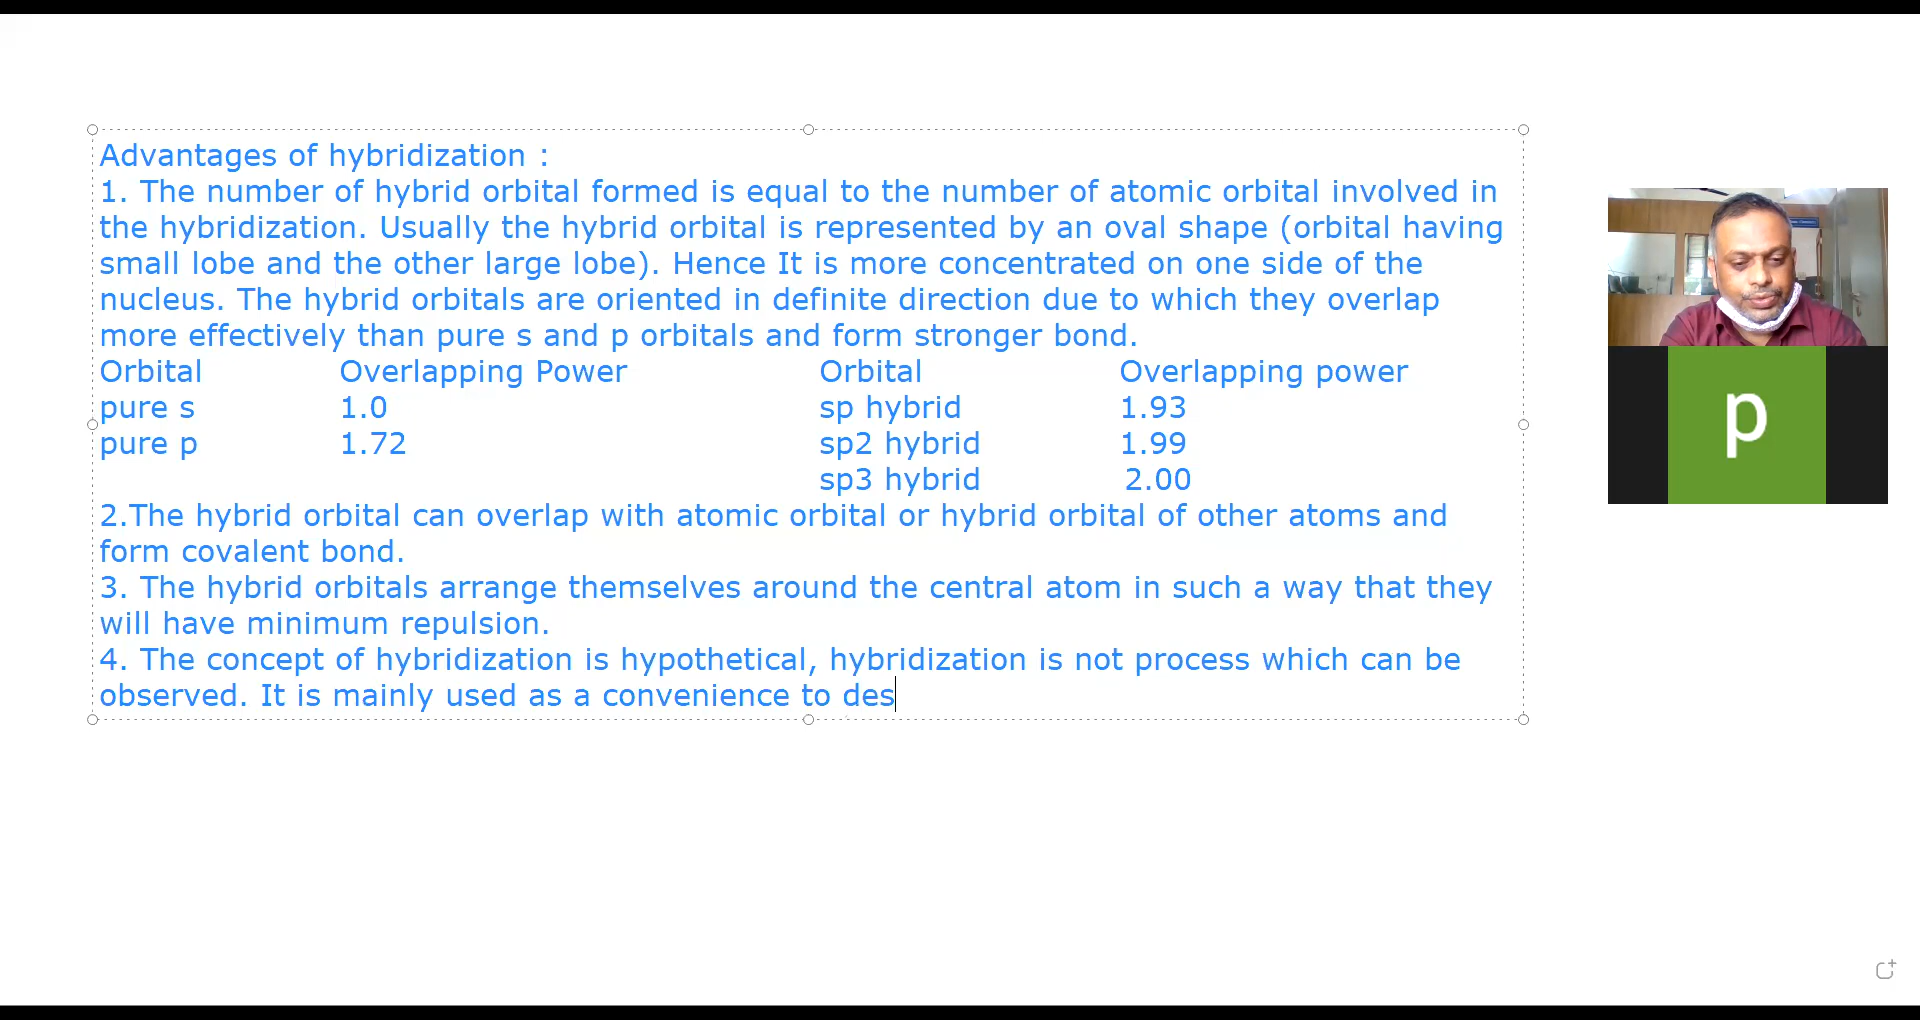 Advantages of hybridization :
1. The number of hybrid orbital formed is equal to the number of atomic orbital involved in
the hybridization. Usually the hybrid orbital is represented by an oval shape (orbital having
small lobe and the other large lobe). Hence It is more concentrated on one side of the
nucleus. The hybrid orbitals are oriented in definite direction due to which they overlap
more effectively than pure s and p orbitals and form stronger bond.
Orbital Overlapping Power Orbital Overlapping power
pure s 1.0 sp hybrid 1.93
pure p 1.72 sp2 hybrid 1.99
sp3 hybrid 2.00
2.The hybrid orbital can overlap with atomic orbital or hybrid orbital of other atoms and
form covalent bond.
3. The hybrid orbitals arrange themselves around the central atom in such a way that they
will have minimum repulsion.
4. The concept of hybridization is hypothetical, hybridization is not process which can be
observed. It is mainly used as a convenience to des
p